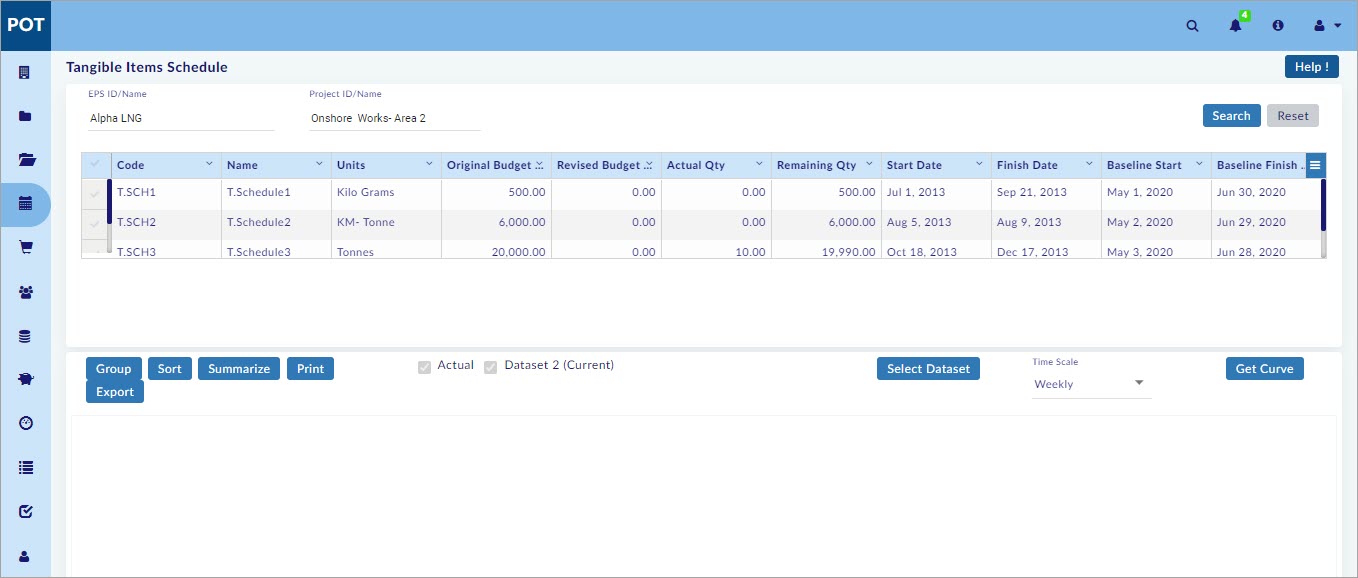 POT
4
Tangible Items Schedule
Help !
EPS ID/Name
Project ID/Name
Alpha LNG
Onshore Works- Area 2
Search
Reset
Code Name Units Original Budget ... Revised Budget ... Actual Qty Remaining Qty Start Date Finish Date Baseline Start Baseline Finish ...
T.SCH1 T.Schedule1 Kilo Grams 500.00 0.00 0.00 500.00 Jul 1, 2013 Sep 21, 2013 May 1, 2020 Jun 30, 2020
T.SCH2 T.Schedule2 KM- Tonne 6,000.00 0.00 0.00 6,000.00 Aug 5, 2013 Aug 9, 2013 May 2, 2020 Jun 29, 2020
T.SCH3 T.Schedule3 Tonnes 20,000.00 0.00 10.00 19,990.00 Oct 18, 2013 Dec 17, 2013 May 3, 2020 Jun 28, 2020
Group Sort Summarize Print
Export
Actual
Dataset 2 (Current)
Select Dataset
Time Scale
Weekly
Get Curve